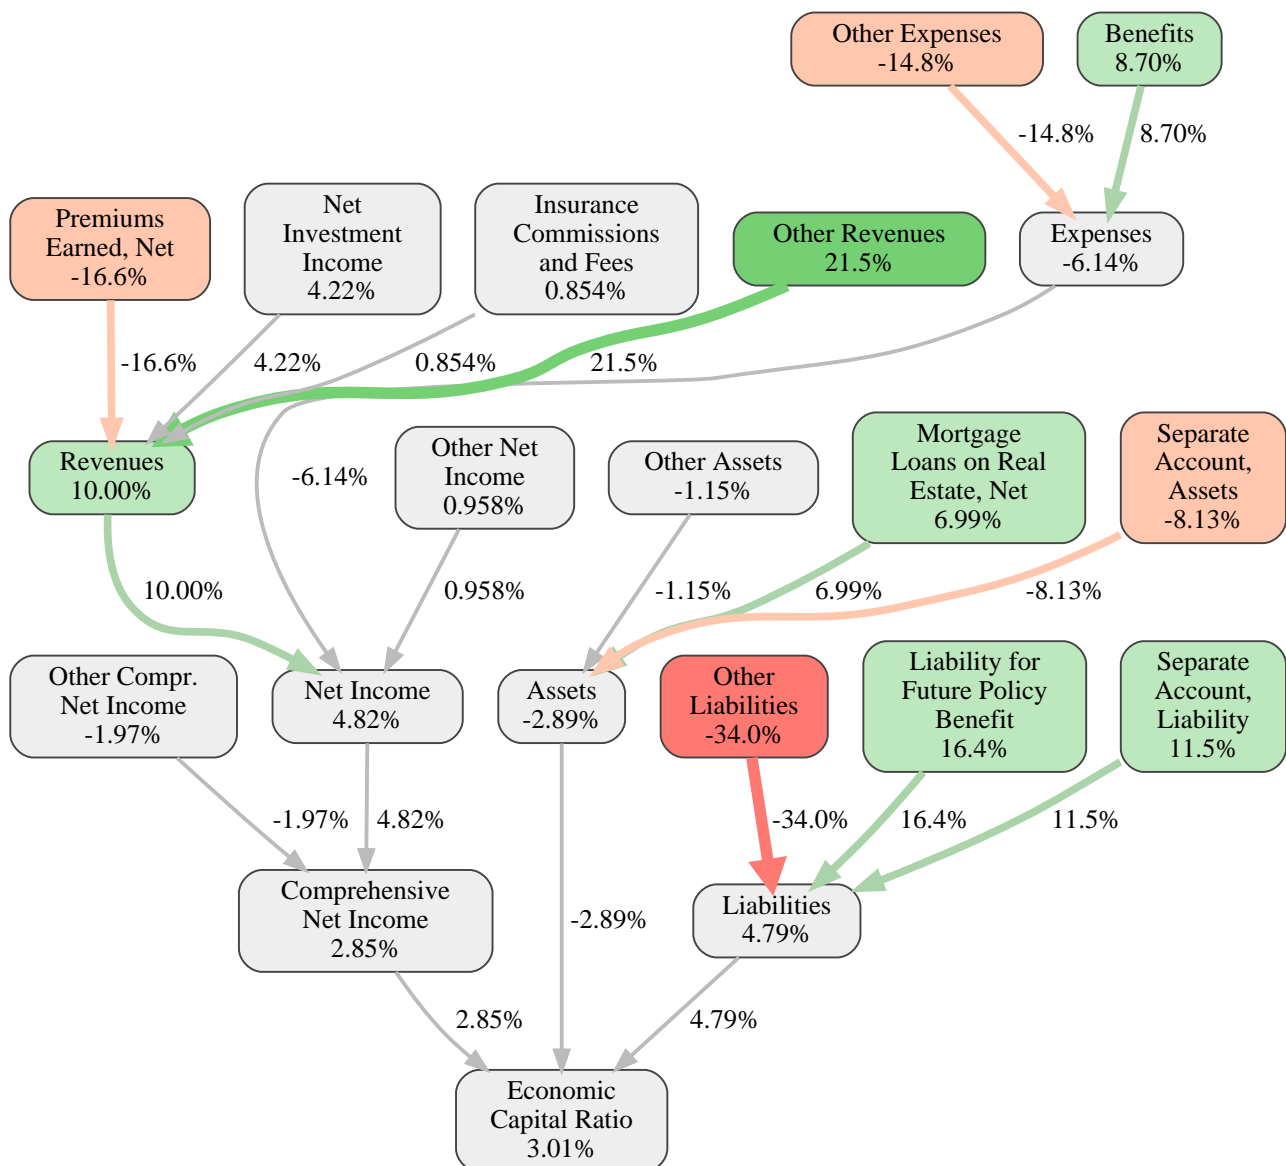 Other Expenses
-14.8%
Benefits
8.70%
-14.8%
8.70%
Premiums
Earned, Net
-16.6%
Net
Investment
Income
4.22%
Insurance
Commissions
and Fees
0.854%
Other Revenues
21.5%
Expenses
-6.14%
-16.6%
4.22%
0.854%
21.5%
Revenues
10.00%
-6.14%
Other Net
Income
0.958%
Other Assets
-1.15%
Mortgage
Loans on Real
Estate, Net
6.99%
Separate
Account,
Assets
-8.13%
10.00%
0.958%
-1.15%
6.99%
-8.13%
Other Compr.
Net Income
-1.97%
Net Income
4.82%
Assets
-2.89%
Other
Liabilities
-34.0%
Liability for
Future Policy
Benefit
16.4%
Separate
Account,
Liability
11.5%
-1.97%
4.82%
-34.0%
16.4%
11.5%
Comprehensive
Net Income
2.85%
-2.89%
Liabilities
4.79%
2.85%
4.79%
Economic
Capital Ratio
3.01%